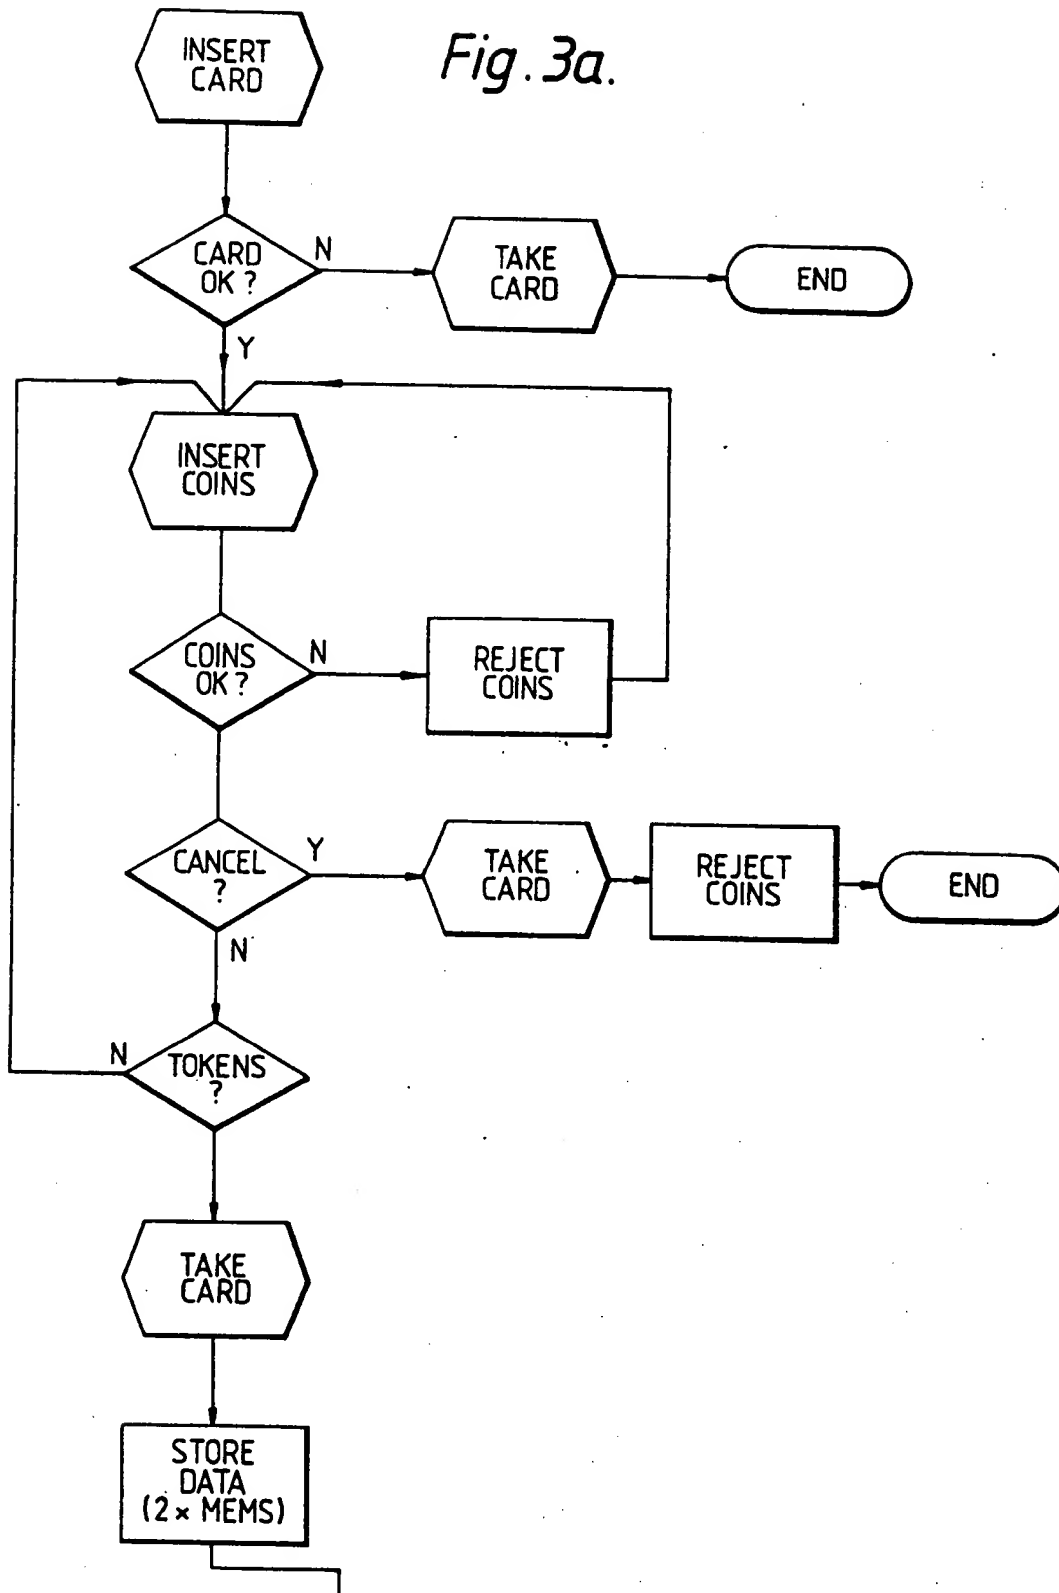 Fig. 3a.
INSERT
CARD
CARD
OK ?
N
TAKE
CARD
END
Y
INSERT
COINS
COINS
OK ?
N
REJECT
COINS
CANCEL
?
Y
TAKE
CARD
REJECT
COINS
END
N
TOKENS
?
N
TAKE
CARD
STORE
DATA
(2 × MEMS)